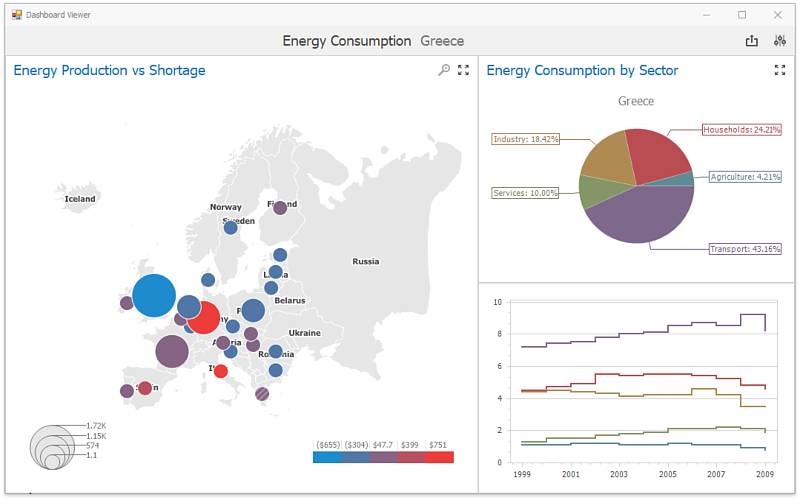 Dashboard Viewer
Energy Consumption Greece
Energy Production vs Shortage
Iceland
Norway
Sweden
Russia
Belarus
Ukraine
Romania
1.72K
1.15K
574
1.1
($655) ($304) $47.7 $399 $751
Energy Consumption by Sector
Greece
Industry: 18.42%
Households: 24.21%
Agriculture: 4.21%
Services: 10.00%
Transport: 43.16%
10
8
6
4
2
0
1999 2001 2003 2005 2007 2009